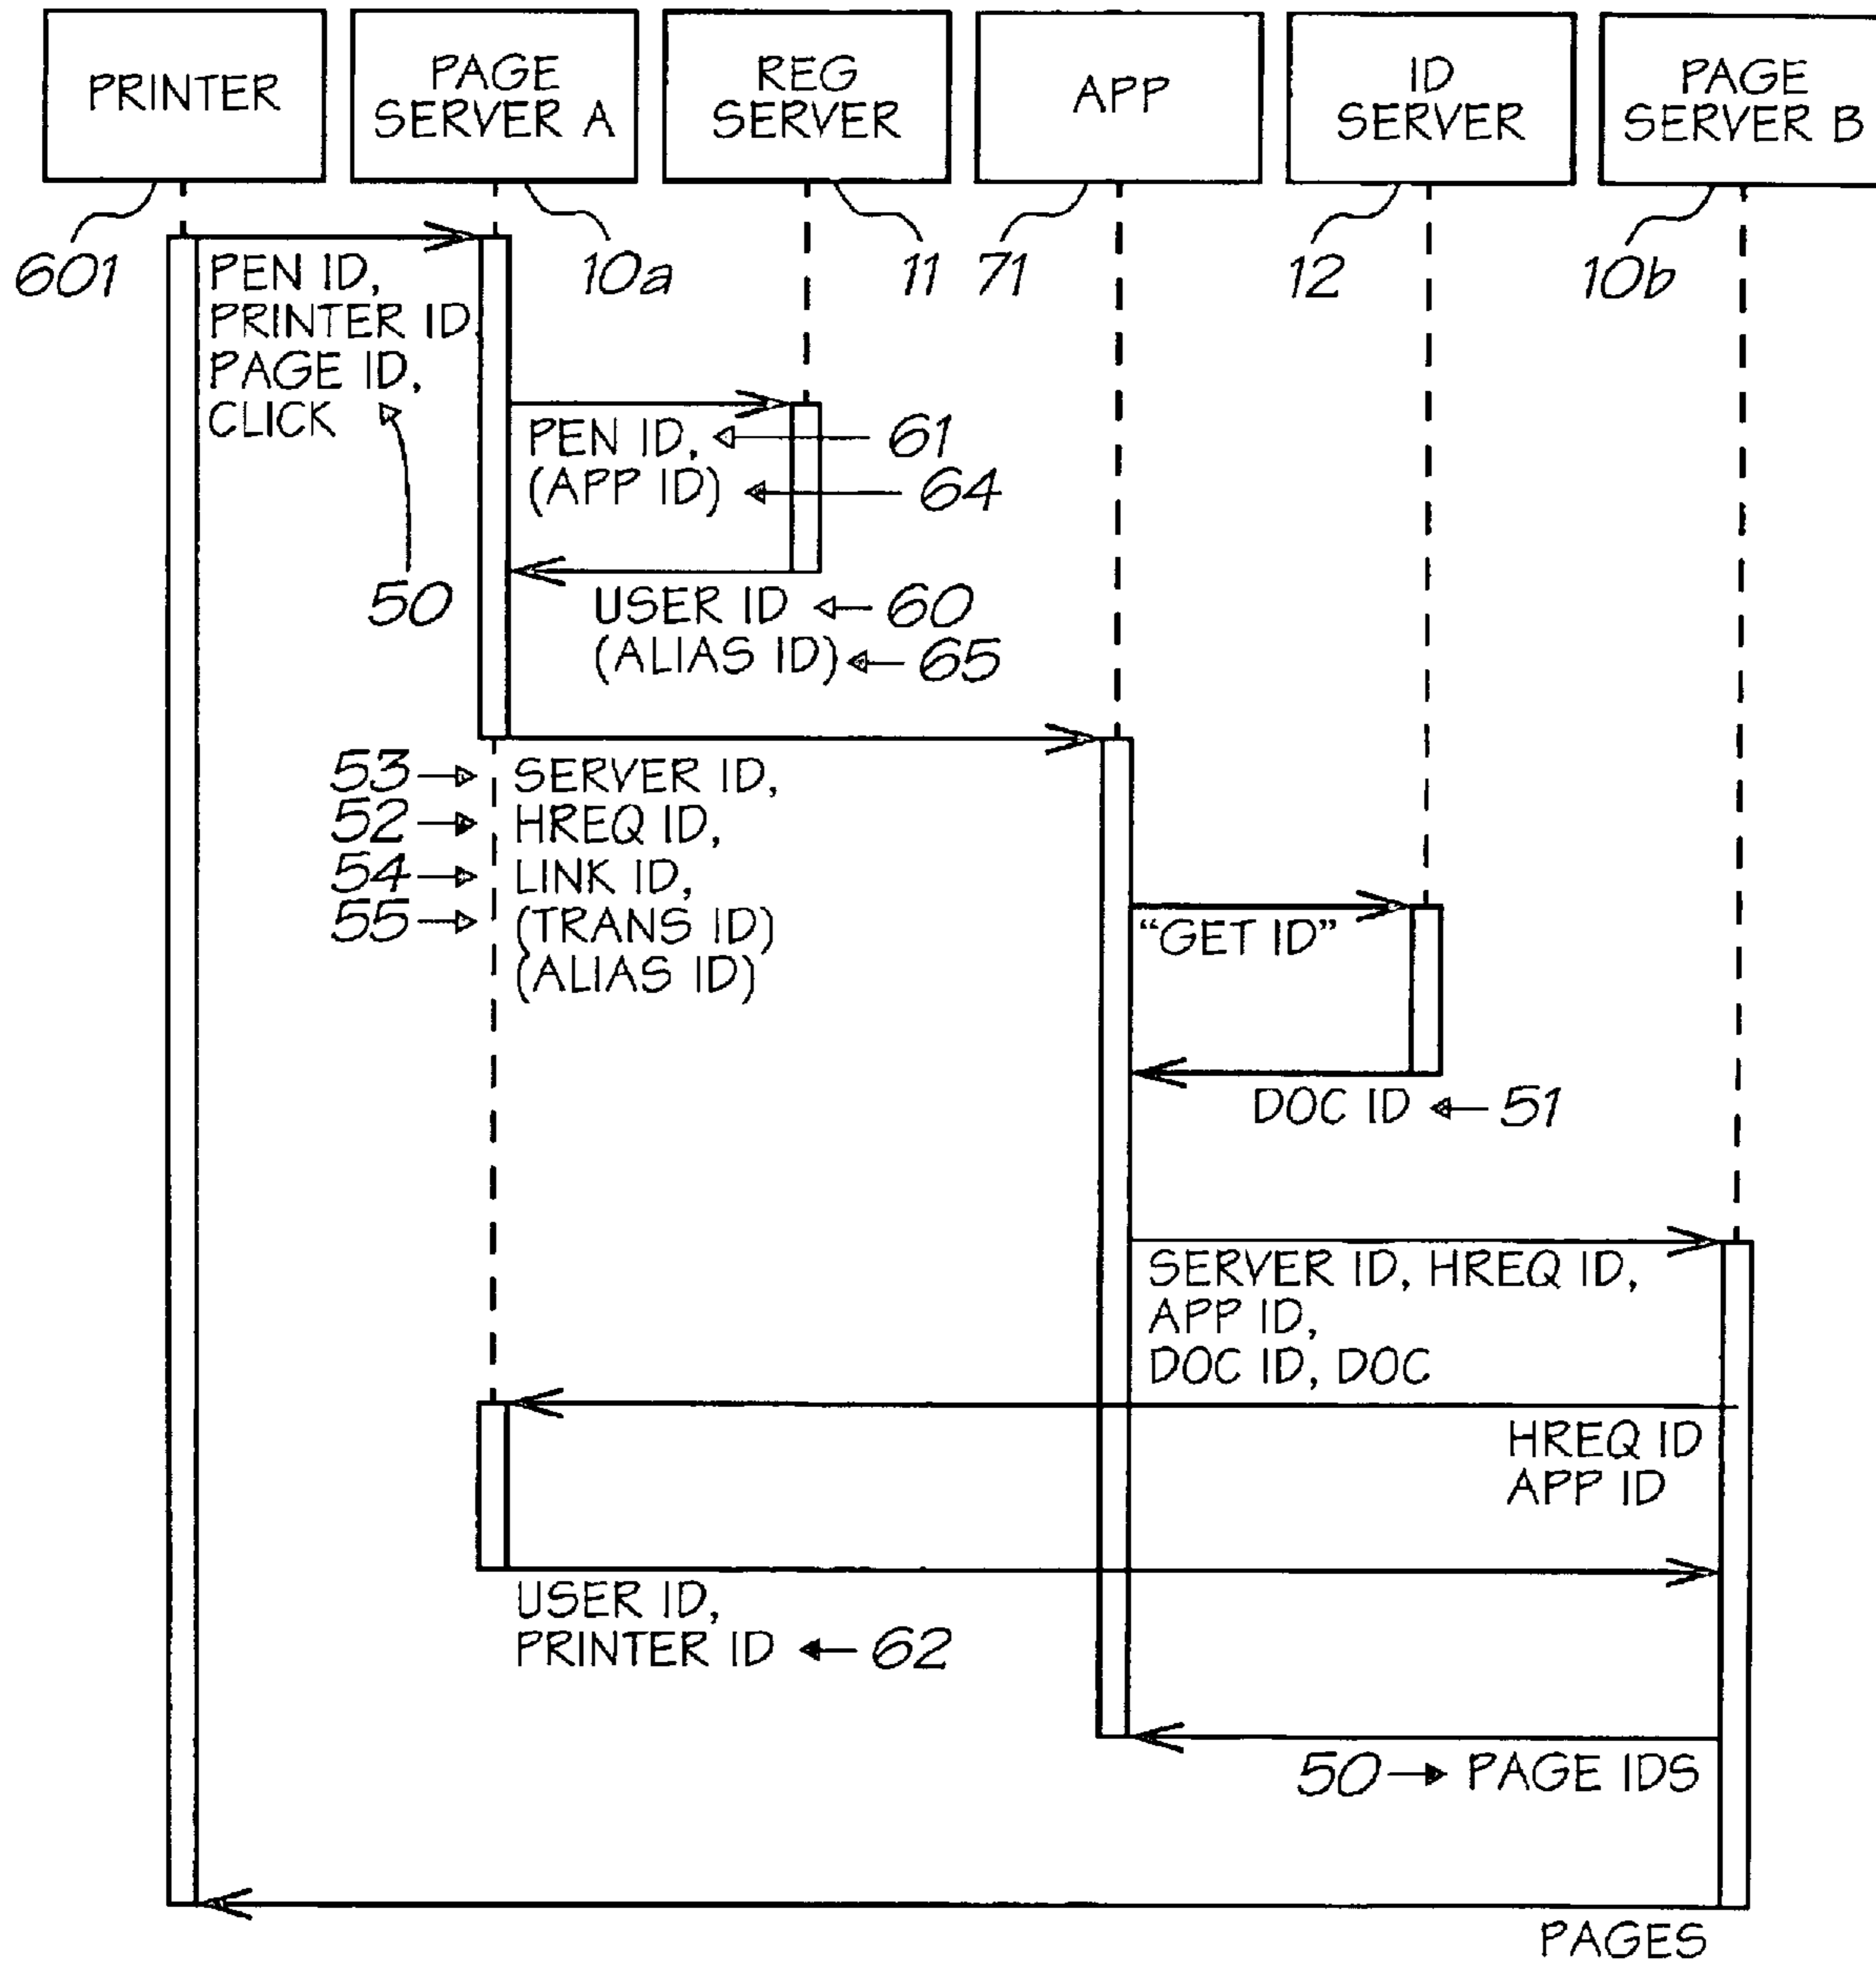 PRINTER
PAGE
SERVER A
REG
SERVER
APP
ID
SERVER
PAGE
SERVER B
601
10a
11
71
12
10b
PEN ID,
PRINTER ID
PAGE ID,
CLICK
50
PEN ID,
61
(APP ID)
64
USER ID
60
(ALIAS ID)
65
53
SERVER ID,
52
HREQ ID,
54
LINK ID,
55
(TRANS ID)
(ALIAS ID)
"GET ID"
DOC ID
51
SERVER ID, HREQ ID,
APP ID,
DOC ID, DOC
HREQ ID
APP ID
USER ID,
PRINTER ID
62
50
PAGE IDS
PAGES